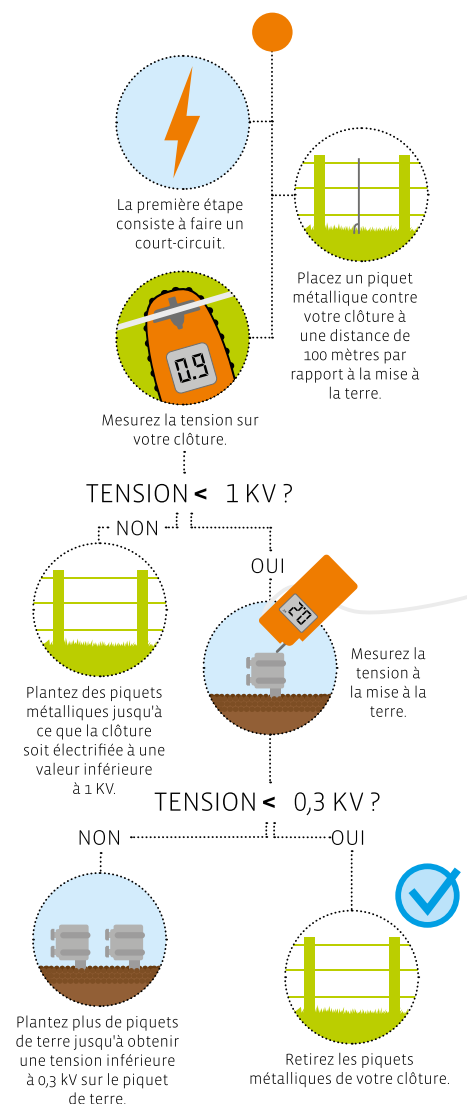 La première étape
consiste à faire un
court-circuit.
Placez un piquet
métallique contre
votre clôture à
une distance de
100 mètres par
rapport à la mise à
la terre.
0.9
Mesurez la tension sur
votre clôture.
TENSION < 1 KV ?
NON
OUI
Plantez des piquets
métalliques jusqu'à
ce que la clôture
soit électrifiée à une
valeur inférieure
à 1 KV.
0.2
Mesurez la
tension à
la mise à la
terre.
TENSION < 0,3 KV ?
NON
OUI
Plantez plus de piquets
de terre jusqu'à obtenir
une tension inférieure
à 0,3 kV sur le piquet
de terre.
Retirez les piquets
métalliques de votre clôture.